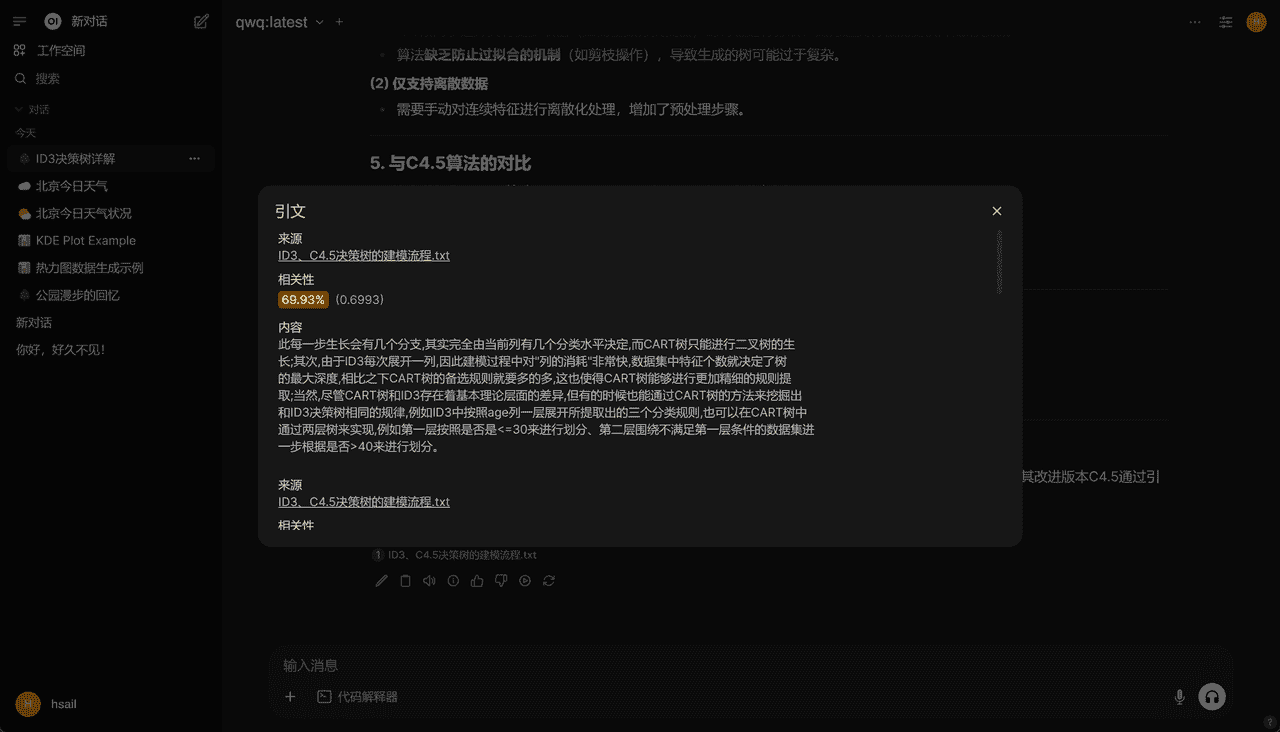 新对话
qwq:latest
工作空间
搜索
对话
今天
ID3决策树详解
北京今日天气
北京今日天气状况
KDE Plot Example
热力图数据生成示例
公园漫步的回忆
新对话
你好，好久不见！
hsail
算法缺乏防止过拟合的机制（如剪枝操作），导致生成的树可能过于复杂。
(2) 仅支持离散数据
需要手动对连续特征进行离散化处理，增加了预处理步骤。
5. 与C4.5算法的对比
引文
来源
ID3、C4.5决策树的建模流程.txt
相关性
69.93% (0.6993)
内容
此每一步生长会有几个分支,其实完全由当前列有几个分类水平决定,而CART树只能进行二叉树的生
长;其次,由于ID3每次展开一列,因此建模过程中对"列的消耗"非常快,数据集中特征个数就决定了树
的最大深度,相比之下CART树的备选规则就要多的多,这也使得CART树能够进行更加精细的规则提
取;当然,尽管CART树和ID3存在着基本理论层面的差异,但有的时候也能通过CART树的方法来挖掘出
和ID3决策树相同的规律,例如ID3中按照age列一层展开所提取出的三个分类规则,也可以在CART树中
通过两层树来实现,例如第一层按照是否是<=30来进行划分、第二层围绕不满足第一层条件的数据集进
一步根据是否>40来进行划分。
来源
ID3、C4.5决策树的建模流程.txt
相关性
其改进版本C4.5通过引
1 ID3、C4.5决策树的建模流程.txt
输入消息
代码解释器